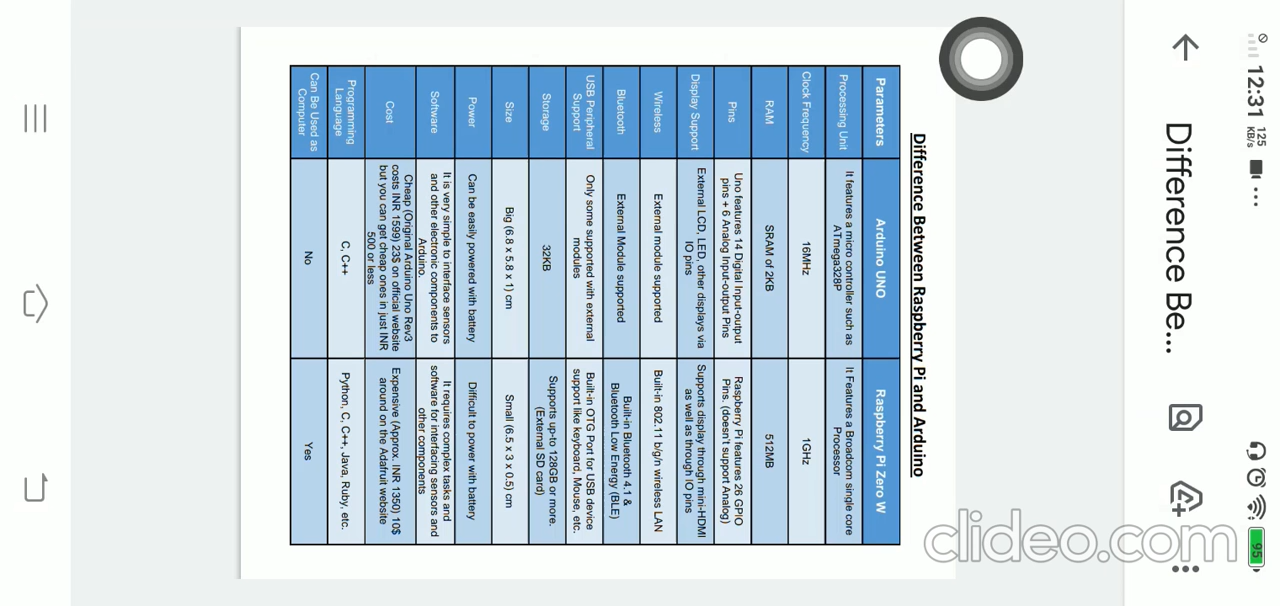 12:31
125
KB/s
...
95
Difference Be...
Difference Between Raspberry Pi and Arduino
Parameters
Arduino UNO
Raspberry Pi Zero W
Processing Unit
It features a micro controller such as
ATmega328P
It Features a Broadcom single core
Processor
Clock Frequency
16MHz
1GHz
RAM
SRAM of 2KB
512MB
Pins
Uno features 14 Digital Input-output
pins + 6 Analog Input-output Pins
Raspberry Pi features 26 GPIO
Pins. (doesn't support Analog)
Display Support
External LCD, LED, other displays via
IO pins
Supports display through mini-HDMI
as well as through IO pins
Wireless
External module supported
Built-in 802.11 b/g/n wireless LAN
Bluetooth
External Module supported
Built-in Bluetooth 4.1 &
Bluetooth Low Energy (BLE)
USB Peripheral
Support
Only some supported with external
modules
Built-in OTG Port for USB device
support like keyboard, Mouse, etc.
Storage
32KB
Supports up-to 128GB or more.
(External SD card)
Size
Big (6.8 x 5.8 x 1) cm
Small (6.5 x 3 x 0.5) cm
Power
Can be easily powered with battery
Difficult to power with battery
Software
It is very simple to interface sensors
and other electronic components to
Arduino.
It requires complex tasks and
software for interfacing sensors and
other components
Cost
Cheap (Original Arduino Uno Rev3
costs INR 1599) 23$ on official website
but you can get cheap ones in just INR
500 or less
Expensive (Approx. INR 1350) 10$
around on the Adafruit website
Programming
Language
C, C++
Python, C, C++, Java, Ruby, etc.
Can Be Used as
Computer
No
Yes
clideo.com